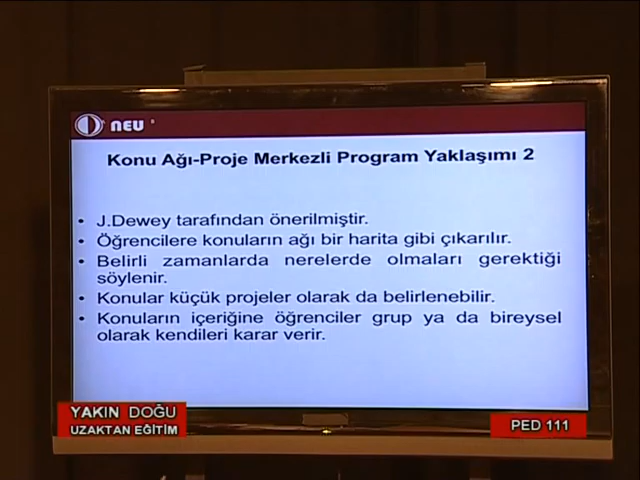 NEU
Konu Ağı-Proje Merkezli Program Yaklaşımı 2
• J.Dewey tarafından önerilmiştir.
• Öğrencilere konuların ağı bir harita gibi çıkarılır.
• Belirli zamanlarda nerelerde olmaları gerektiği
söylenir.
• Konular küçük projeler olarak da belirlenebilir.
• Konuların içeriğine öğrenciler grup ya da bireysel
olarak kendileri karar verir.
YAKIN DOĞU
UZAKTAN EĞİTİM
PED 111